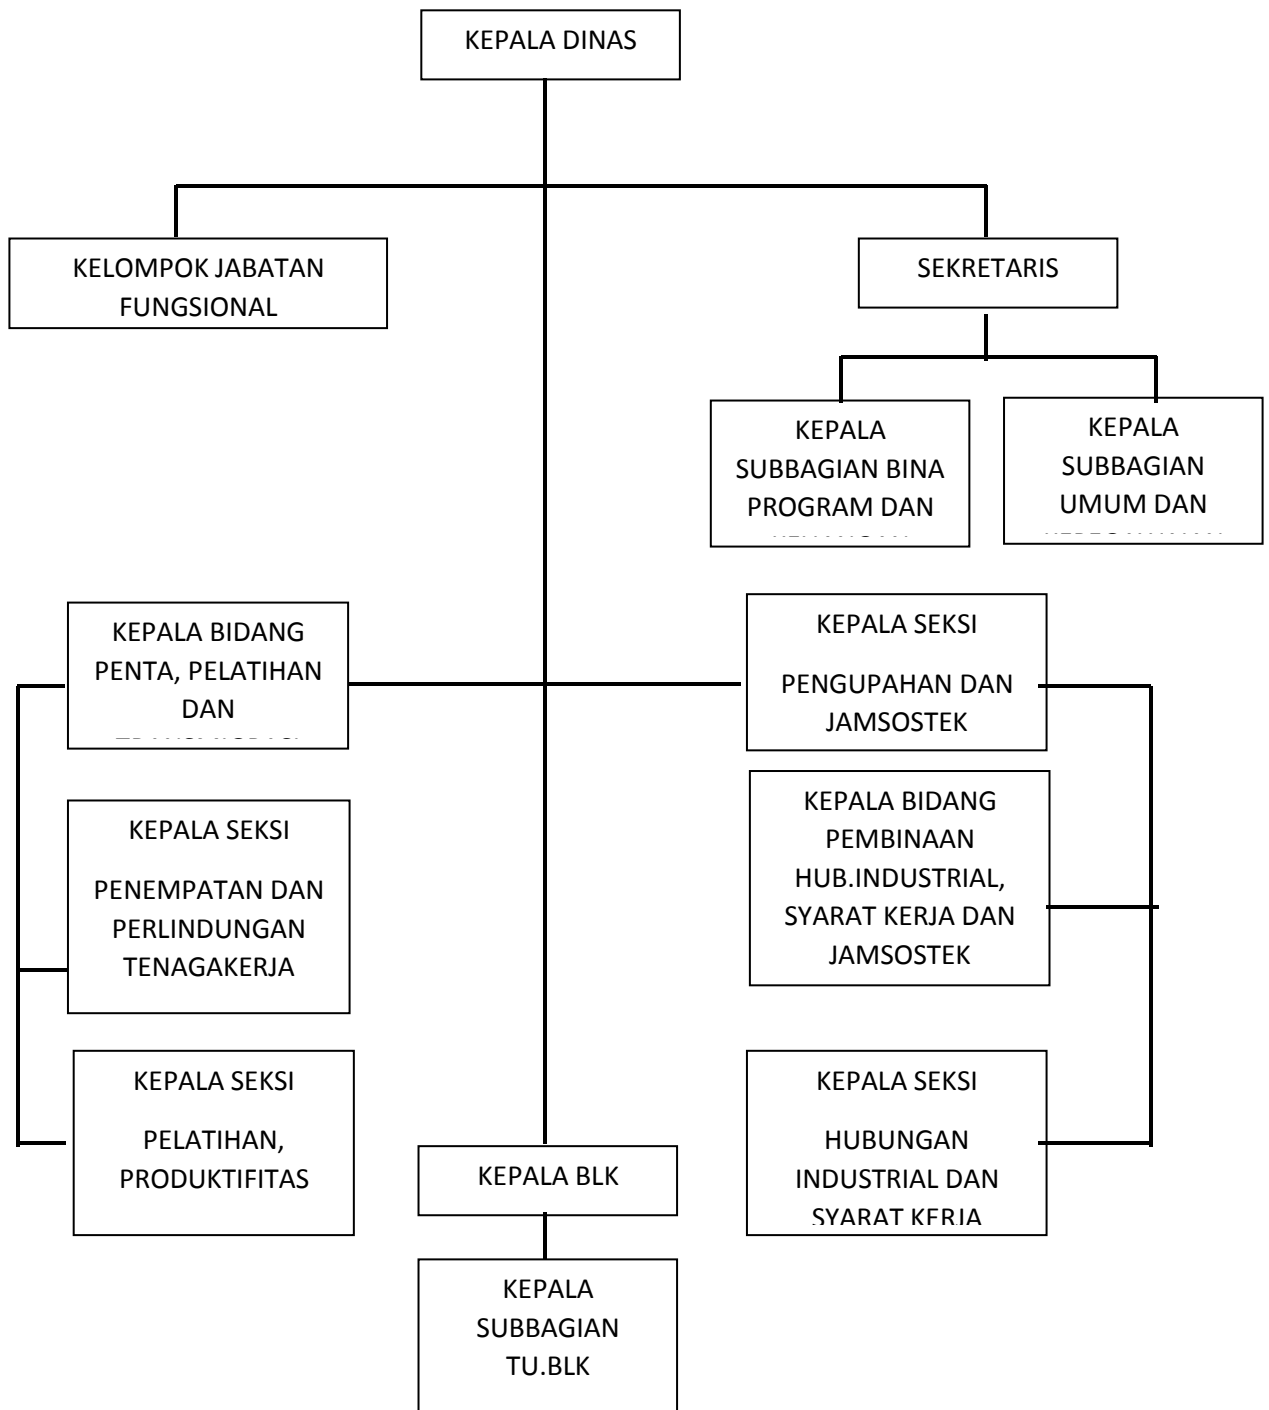 KEPALA DINAS
KELOMPOK JABATAN
FUNGSIONAL
SEKRETARIS
KEPALA
SUBBAGIAN BINA
PROGRAM DAN
KEPALA
SUBBAGIAN
UMUM DAN
KEPALA BIDANG
PENTA, PELATIHAN
DAN
KEPALA SEKSI
PENGUPAHAN DAN
JAMSOSTEK
KEPALA SEKSI
PENEMPATAN DAN
PERLINDUNGAN
TENAGAKERJA
KEPALA BIDANG
PEMBINAAN
HUB.INDUSTRIAL,
SYARAT KERJA DAN
JAMSOSTEK
KEPALA SEKSI
PELATIHAN,
PRODUKTIFITAS
KEPALA SEKSI
HUBUNGAN
INDUSTRIAL DAN
SYARAT KERJA
KEPALA BLK
KEPALA
SUBBAGIAN
TU.BLK